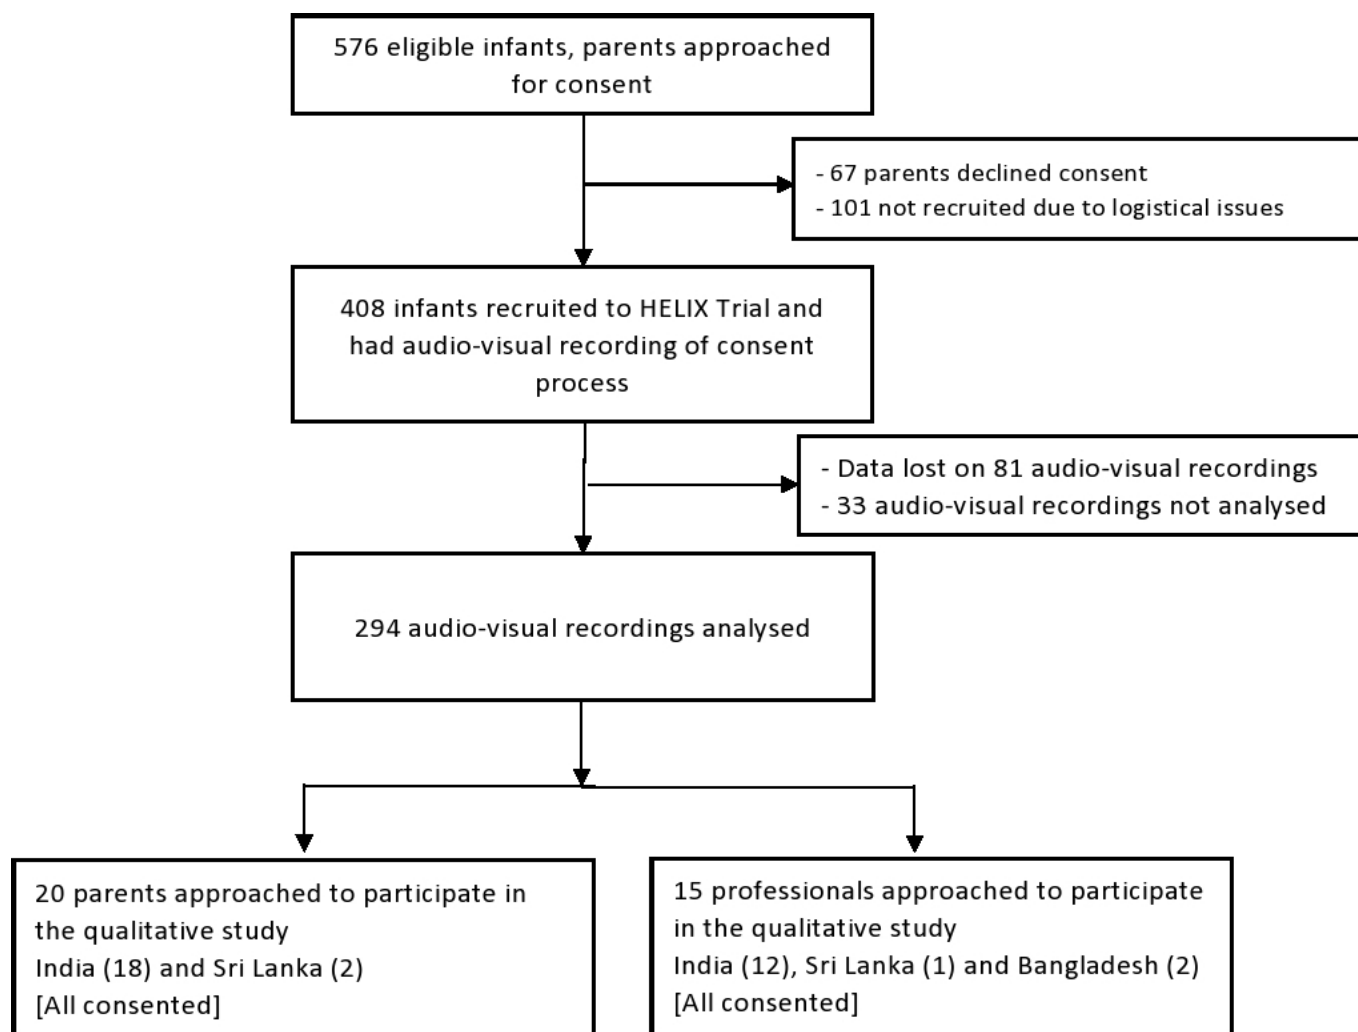 576 eligible infants, parents approached
for consent
- 67 parents declined consent
- 101 not recruited due to logistical issues
408 infants recruited to HELIX Trial and
had audio-visual recording of consent
process
- Data lost on 81 audio-visual recordings
- 33 audio-visual recordings not analysed
294 audio-visual recordings analysed
20 parents approached to participate in
the qualitative study
India (18) and Sri Lanka (2)
[All consented]
15 professionals approached to participate
in the qualitative study
India (12), Sri Lanka (1) and Bangladesh (2)
[All consented]